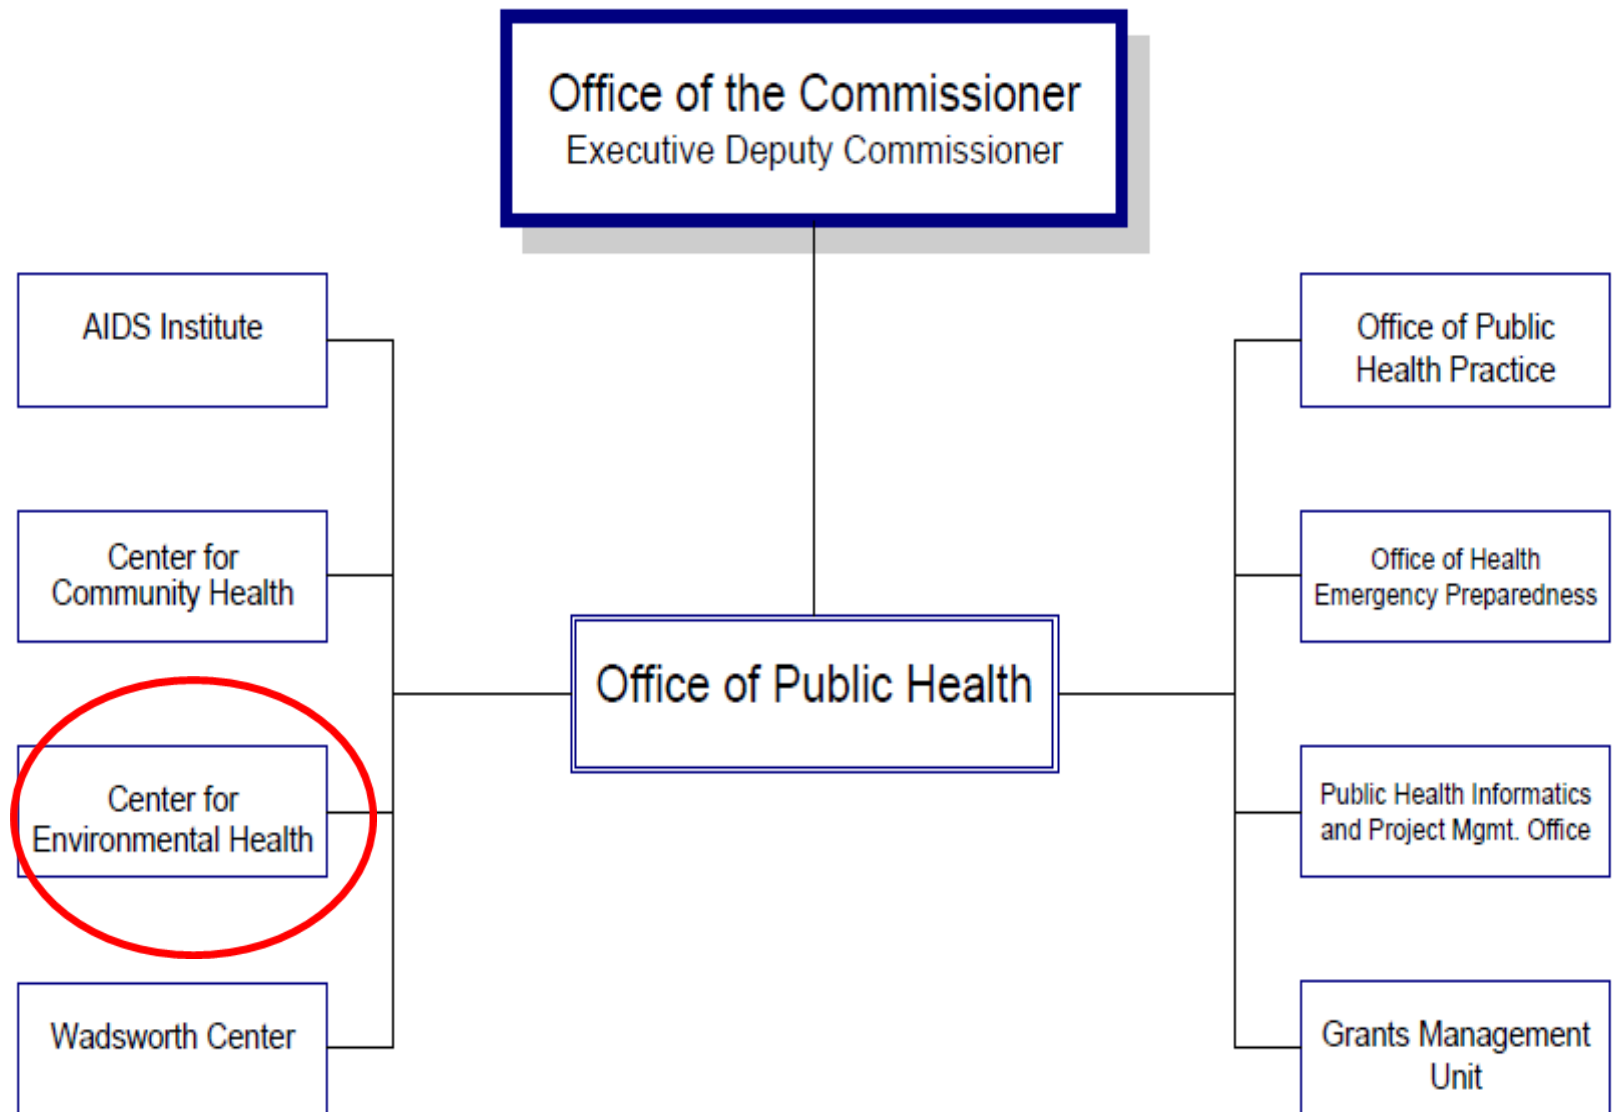 Office of the Commissioner
Executive Deputy Commissioner
AIDS Institute
Office of Public
Health Practice
Center for
Community Health
Office of Health
Emergency Preparedness
Office of Public Health
Center for
Environmental Health
Public Health Informatics
and Project Mgmt. Office
Wadsworth Center
Grants Management
Unit